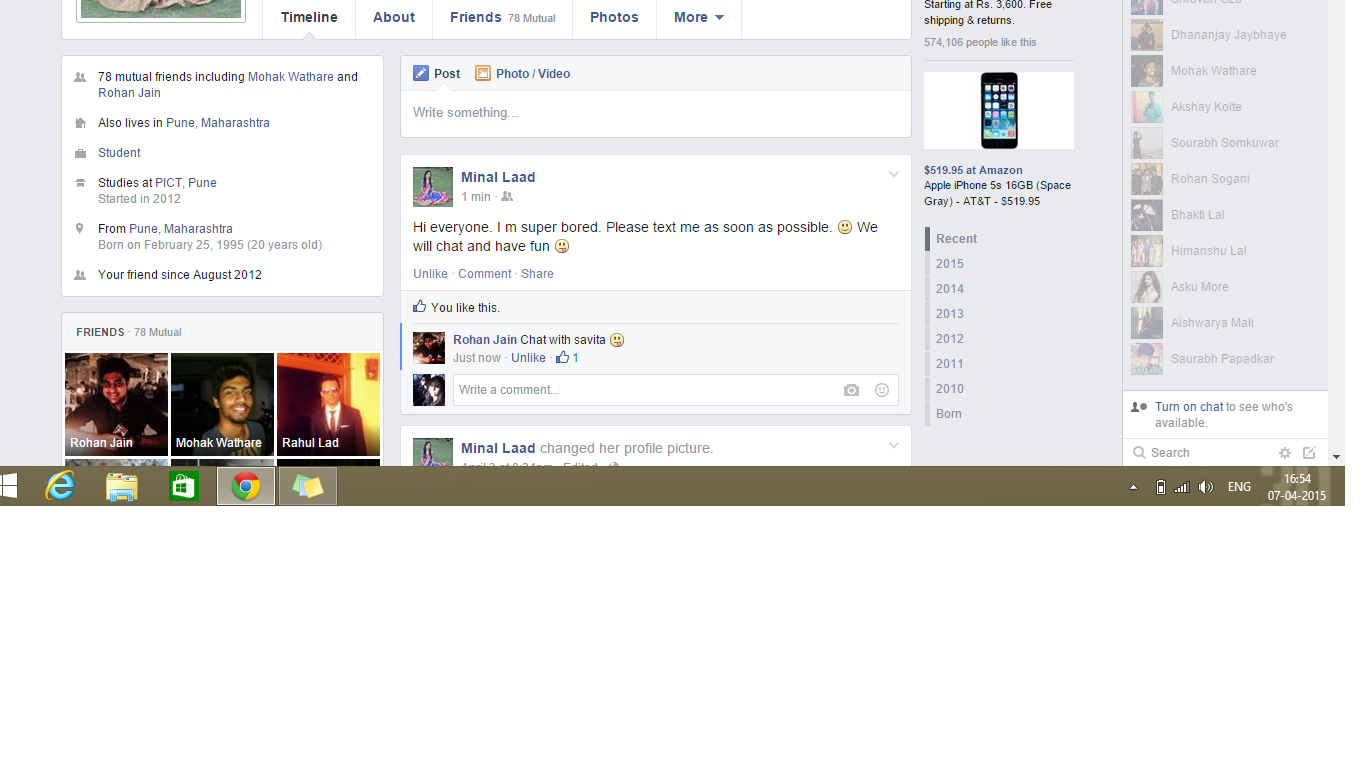 Timeline
About
Friends 78 Mutual
Photos
More
78 mutual friends including Mohak Wathare and
Rohan Jain
Also lives in Pune, Maharashtra
Student
Studies at PICT, Pune
Started in 2012
From Pune, Maharashtra
Born on February 25, 1995 (20 years old)
Your friend since August 2012
FRIENDS · 78 Mutual
Rohan Jain
Mohak Wathare
Rahul Lad
Post
Photo / Video
Write something...
Minal Laad
1 min ·
Hi everyone. I m super bored. Please text me as soon as possible. We
will chat and have fun
Unlike · Comment · Share
You like this.
Rohan Jain Chat with savita
Just now · Unlike · 1
Write a comment...
Minal Laad changed her profile picture.
Starting at Rs. 3,600. Free
shipping & returns.
574,106 people like this
$519.95 at Amazon
Apple iPhone 5s 16GB (Space
Gray) - AT&T - $519.95
Recent
2015
2014
2013
2012
2011
2010
Born
Dhananjay Jaybhaye
Mohak Wathare
Akshay Kolte
Sourabh Somkuwar
Rohan Sogani
Bhakti Lal
Himanshu Lal
Asku More
Aishwarya Mali
Saurabh Papadkar
Turn on chat to see who's
available.
Search
ENG
16:54
07-04-2015